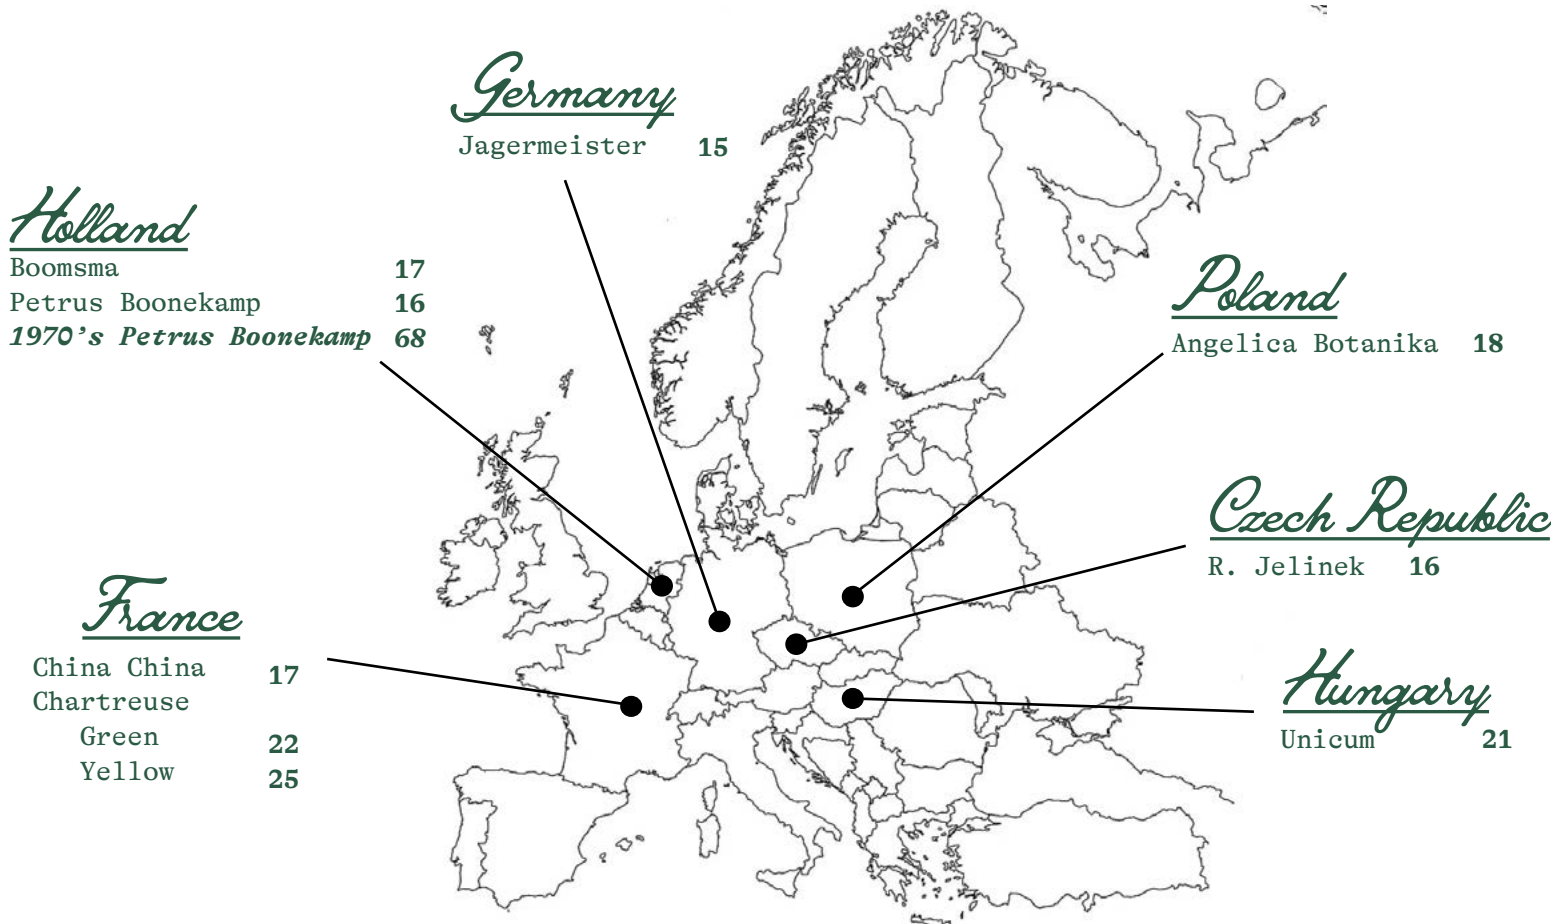 Germany
Jagermeister 15
Holland
Boomsma 17
Petrus Boonekamp 16
1970's Petrus Boonekamp 68
Poland
Angelica Botanika 18
Czech Republic
R. Jelinek 16
France
China China 17
Chartreuse
Green 22
Yellow 25
Hungary
Unicum 21